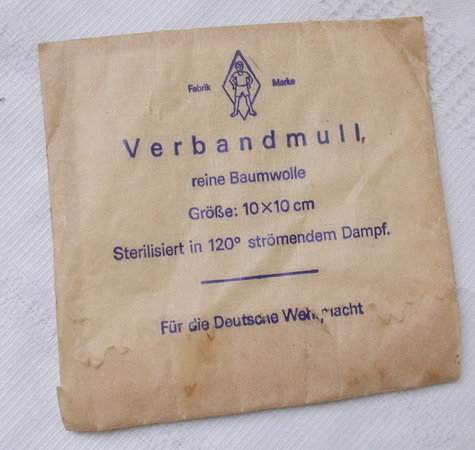 Fabrik Marke
Verbandmull,
reine Baumwolle
Größe: 10×10 cm
Sterilisiert in 120° strömendem Dampf.
Für die Deutsche Wehrmacht